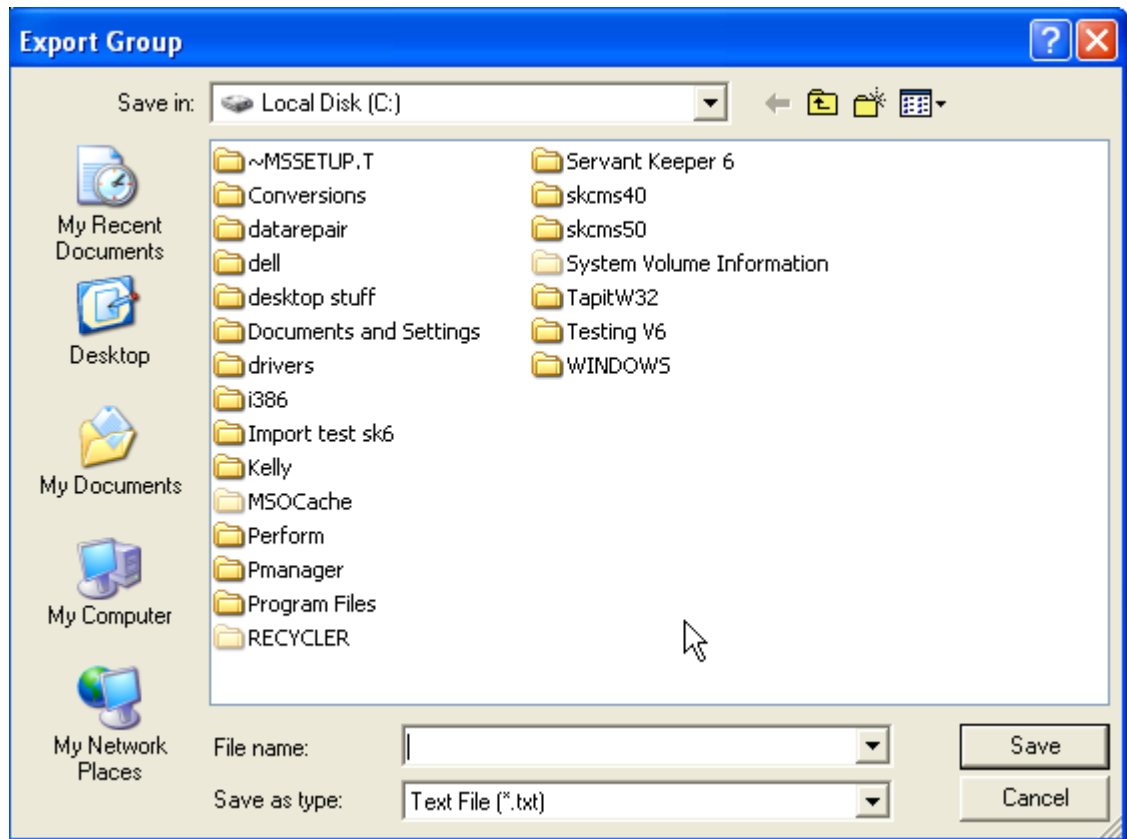 Export Group
Save in:
Local Disk (C:)
My Recent
Documents
Desktop
My Documents
My Computer
My Network
Places
~MSSETUP.T
Conversions
datarepair
dell
desktop stuff
Documents and Settings
drivers
i386
Import test sk6
Kelly
MSOCache
Perform
Pmanager
Program Files
RECYCLER
Servant Keeper 6
skcms40
skcms50
System Volume Information
TapitW32
Testing V6
WINDOWS
File name:
Save
Save as type:
Text File (*.txt)
Cancel